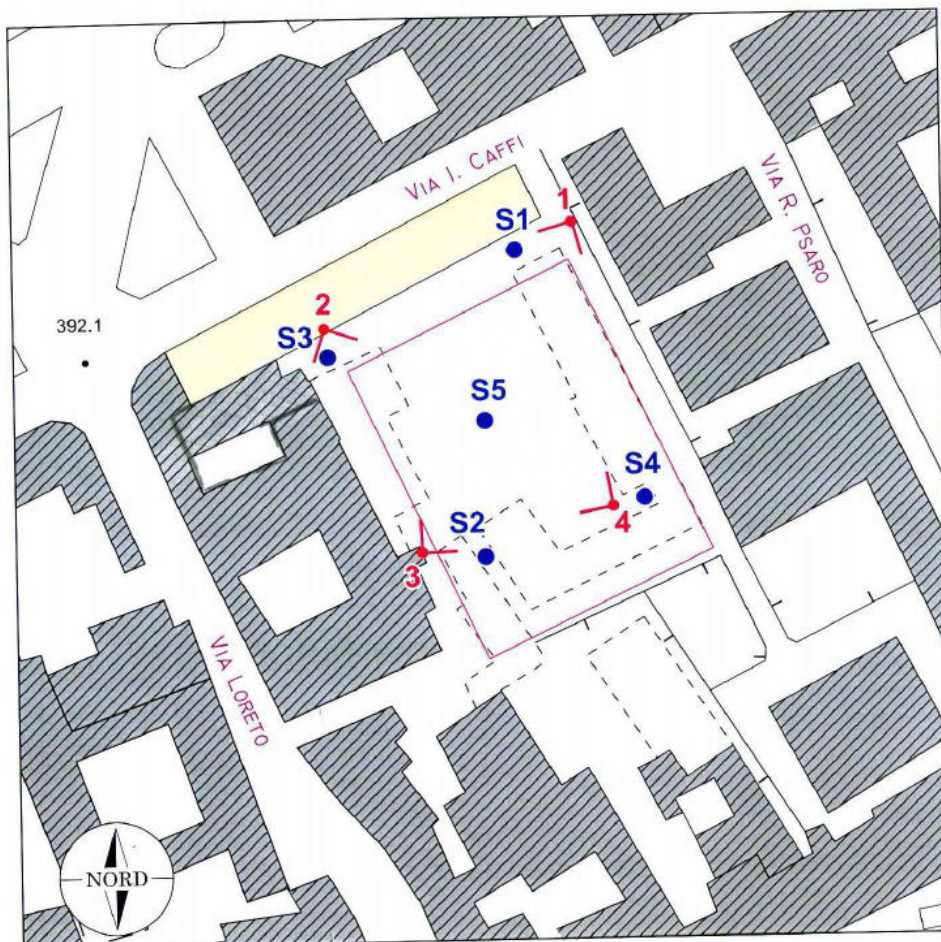 VIA I. CAFFI
VIA R. PSARO
1
S1
2
392.1
S3
S5
S4
4
S2
3
VIA LORETO
NORD